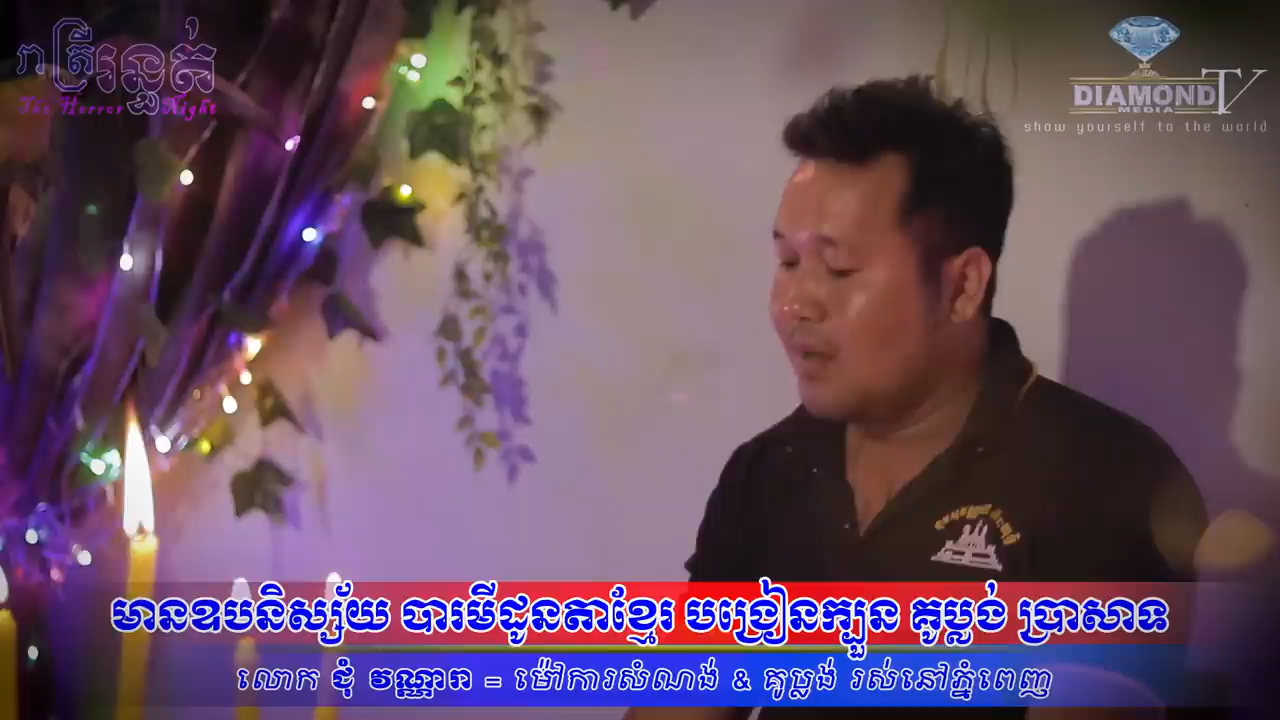 រាត្រីរន្ធត់
The Horror Night
DIAMOND TV
MEDIA
show yourself to the world
មានឧបនិស្ស័យ បារមីដូនតាខ្មែរ បង្រៀនក្បួន គូប្លង់ ប្រាសាទ
លោក ជុំ វណ្ណារា = ម៉ៅការសំណង់ & គូប្លង់ រស់នៅភ្នំពេញ